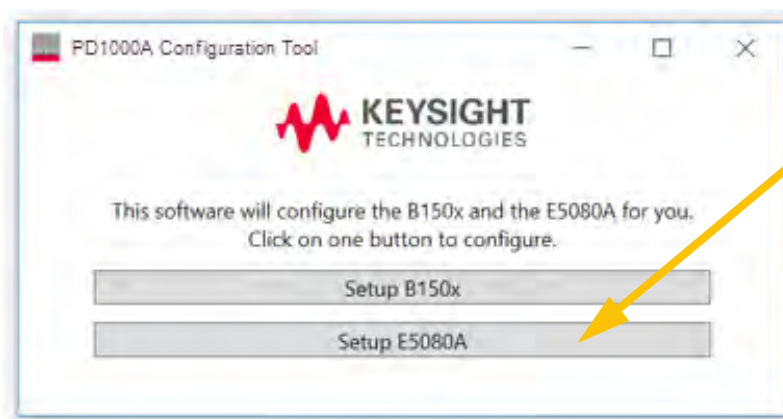 PD1000A Configuration Tool
KEYSIGHT
TECHNOLOGIES
This software will configure the B150x and the E5080A for you.
Click on one button to configure.
Setup B150x
Setup E5080A